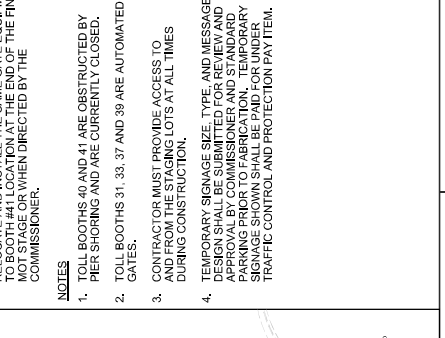 TO BOOTH #41 LOCATION AT THE END OF THE
MOT STAGE OR WHEN DIRECTED BY THE
COMMISSIONER.
NOTES
1. TOLL BOOTHS 40 AND 41 ARE OBSTRUCTED BY
PIER SHORING AND ARE CURRENTLY CLOSED.
2. TOLL BOOTHS 31, 33, 37 AND 39 ARE AUTOMATED
GATES.
3. CONTRACTOR MUST PROVIDE ACCESS TO
AND FROM THE STAGING LOTS AT ALL TIMES
DURING CONSTRUCTION.
4. TEMPORARY SIGNAGE SIZE, TYPE, AND MESSAGE
DESIGN SHALL BE SUBMITTED FOR REVIEW AND
APPROVAL BY COMMISSIONER AND STANDARD
PARKING PRIOR TO FABRICATION. TEMPORARY
SIGNAGE SHOWN SHALL BE PAID FOR UNDER
TRAFFIC CONTROL AND PROTECTION PAY ITEM.